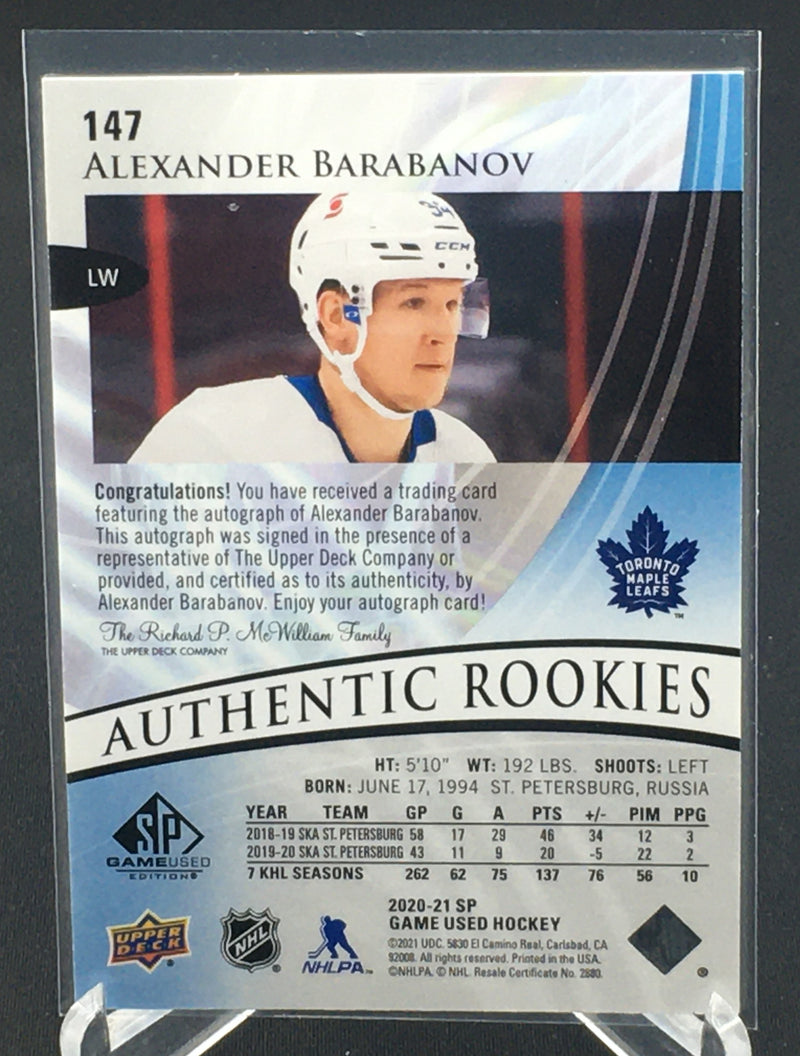 147
ALEXANDER BARABANOV
34
CCM
LW
Congratulations! You have received a trading card
featuring the autograph of Alexander Barabanov.
This autograph was signed in the presence of a
representative of The Upper Deck Company or
provided, and certified as to its authenticity, by
Alexander Barabanov. Enjoy your autograph card!
The Richard P. McWilliam Family
THE UPPER DECK COMPANY
TORONTO
MAPLE
LEAFS
TM
AUTHENTIC ROOKIES
HT: 5'10" WT: 192 LBS. SHOOTS: LEFT
BORN: JUNE 17, 1994 ST. PETERSBURG, RUSSIA
YEAR TEAM GP G A PTS +/- PIM PPG
2018-19 SKA ST. PETERSBURG 58 17 29 46 34 12 3
2019-20 SKA ST. PETERSBURG 43 11 9 20 -5 22 2
7 KHL SEASONS 262 62 75 137 76 56 10
SP
GAMEUSED
EDITION®
2020-21 SP
GAME USED HOCKEY
©2021 UDC. 5830 El Camino Real, Carlsbad, CA
92008. All rights reserved. Printed in the USA.
©NHLPA. © NHL. Resale Certificate No. 2680.
UPPER
DECK
®
NHL
®
NHLPA™
®